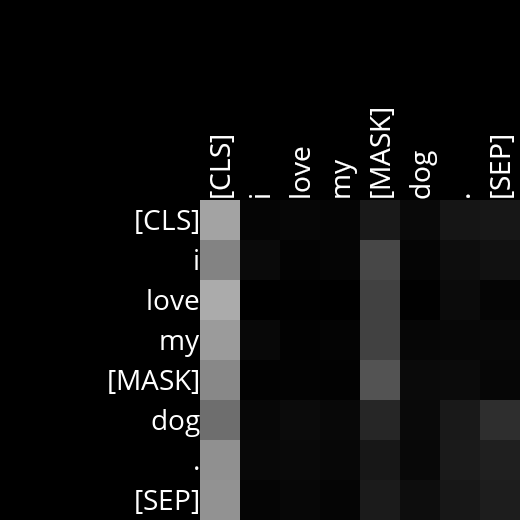 [CLS] i love my [MASK] dog . [SEP]
[CLS]
i
love
my
[MASK]
dog
.
[SEP]